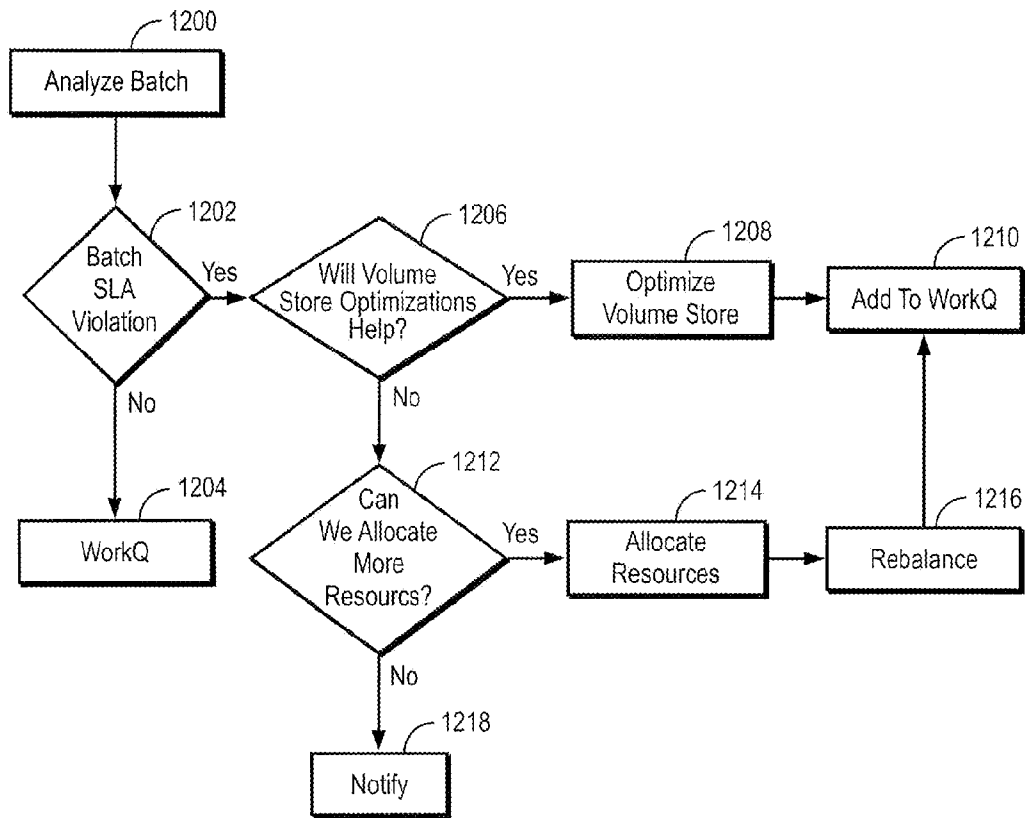 1200
Analyze Batch
1202
Batch
SLA
Violation
Yes
No
1204
WorkQ
1206
Will Volume
Store Optimizations
Help?
Yes
No
1208
Optimize
Volume Store
1210
Add To WorkQ
1212
Can
We Allocate
More
Resourcs?
Yes
No
1214
Allocate
Resources
1216
Rebalance
1218
Notify